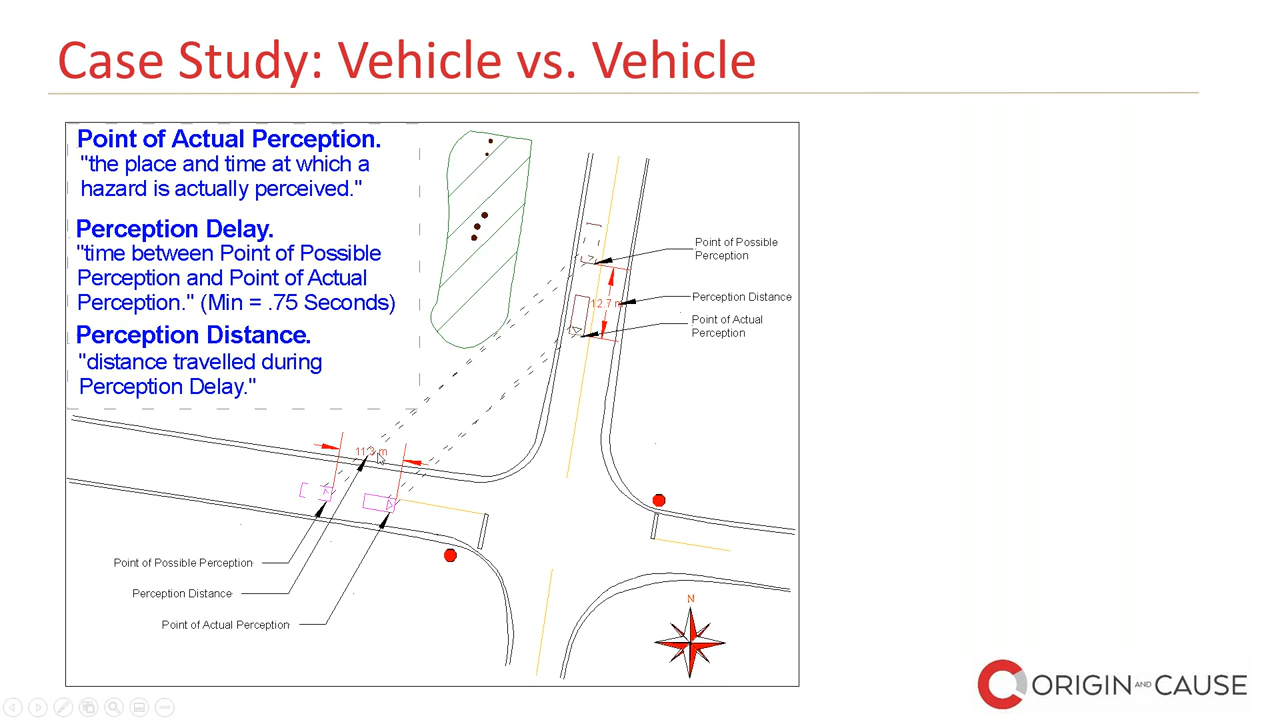 Case Study: Vehicle vs. Vehicle
Point of Actual Perception.
"the place and time at which a
hazard is actually perceived."
Perception Delay.
"time between Point of Possible
Perception and Point of Actual
Perception." (Min = .75 Seconds)
Perception Distance.
"distance travelled during
Perception Delay."
Point of Possible
Perception
Perception Distance
12.7 m
Point of Actual
Perception
Point of Possible Perception
Perception Distance
Point of Actual Perception
N
ORIGIN AND CAUSE